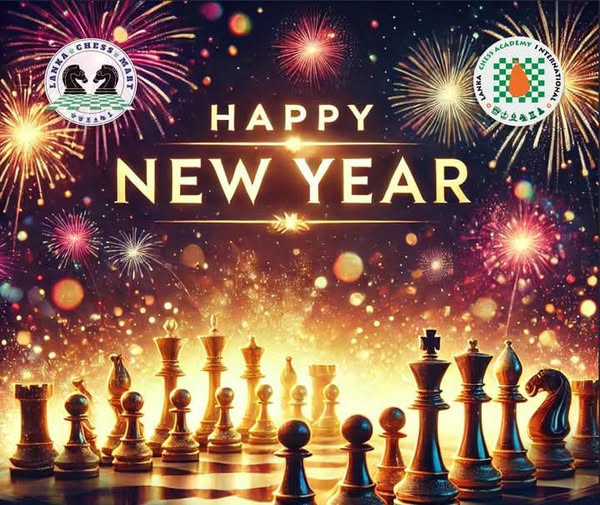 LANKA CHESS MART
LANKA CHESS ACADEMY INTERNATIONAL
HAPPY
NEW YEAR